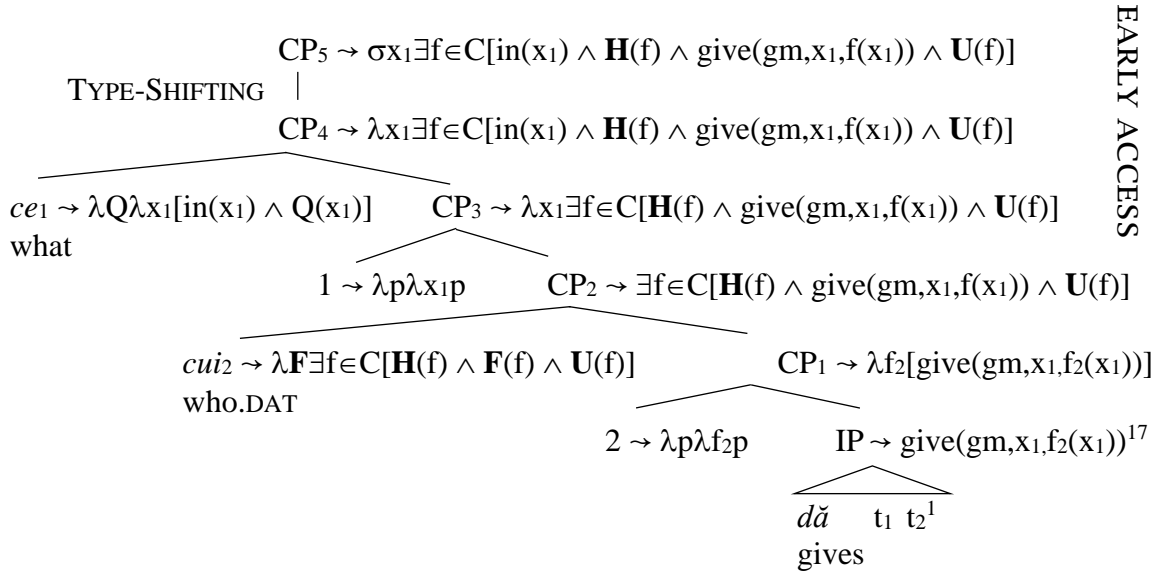 CP₅ ⤳ σx₁∃f∈C[in(x₁) ∧ H(f) ∧ give(gm,x₁,f(x₁)) ∧ U(f)]
TYPE-SHIFTING
CP₄ ⤳ λx₁∃f∈C[in(x₁) ∧ H(f) ∧ give(gm,x₁,f(x₁)) ∧ U(f)]
ce₁ ⤳ λQλx₁[in(x₁) ∧ Q(x₁)] CP₃ ⤳ λx₁∃f∈C[H(f) ∧ give(gm,x₁,f(x₁)) ∧ U(f)]
what
1 ⤳ λpλx₁p CP₂ ⤳ ∃f∈C[H(f) ∧ give(gm,x₁,f(x₁)) ∧ U(f)]
cui₂ ⤳ λF∃f∈C[H(f) ∧ F(f) ∧ U(f)] CP₁ ⤳ λf₂[give(gm,x₁,f₂(x₁))]
who.DAT
2 ⤳ λpλf₂p IP ⤳ give(gm,x₁,f₂(x₁))¹⁷
dă t₁ t₂¹
gives
EARLY ACCESS